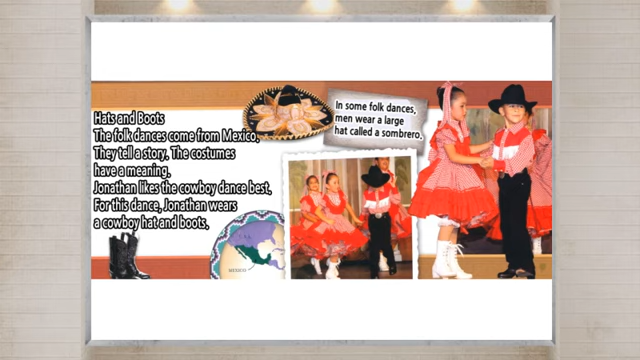 Hats and Boots
The folk dances come from Mexico.
They tell a story. The costumes
have a meaning.
Jonathan likes the cowboy dance best.
For this dance, Jonathan wears
a cowboy hat and boots.
In some folk dances,
men wear a large
hat called a sombrero.
U.S.A.
MEXICO